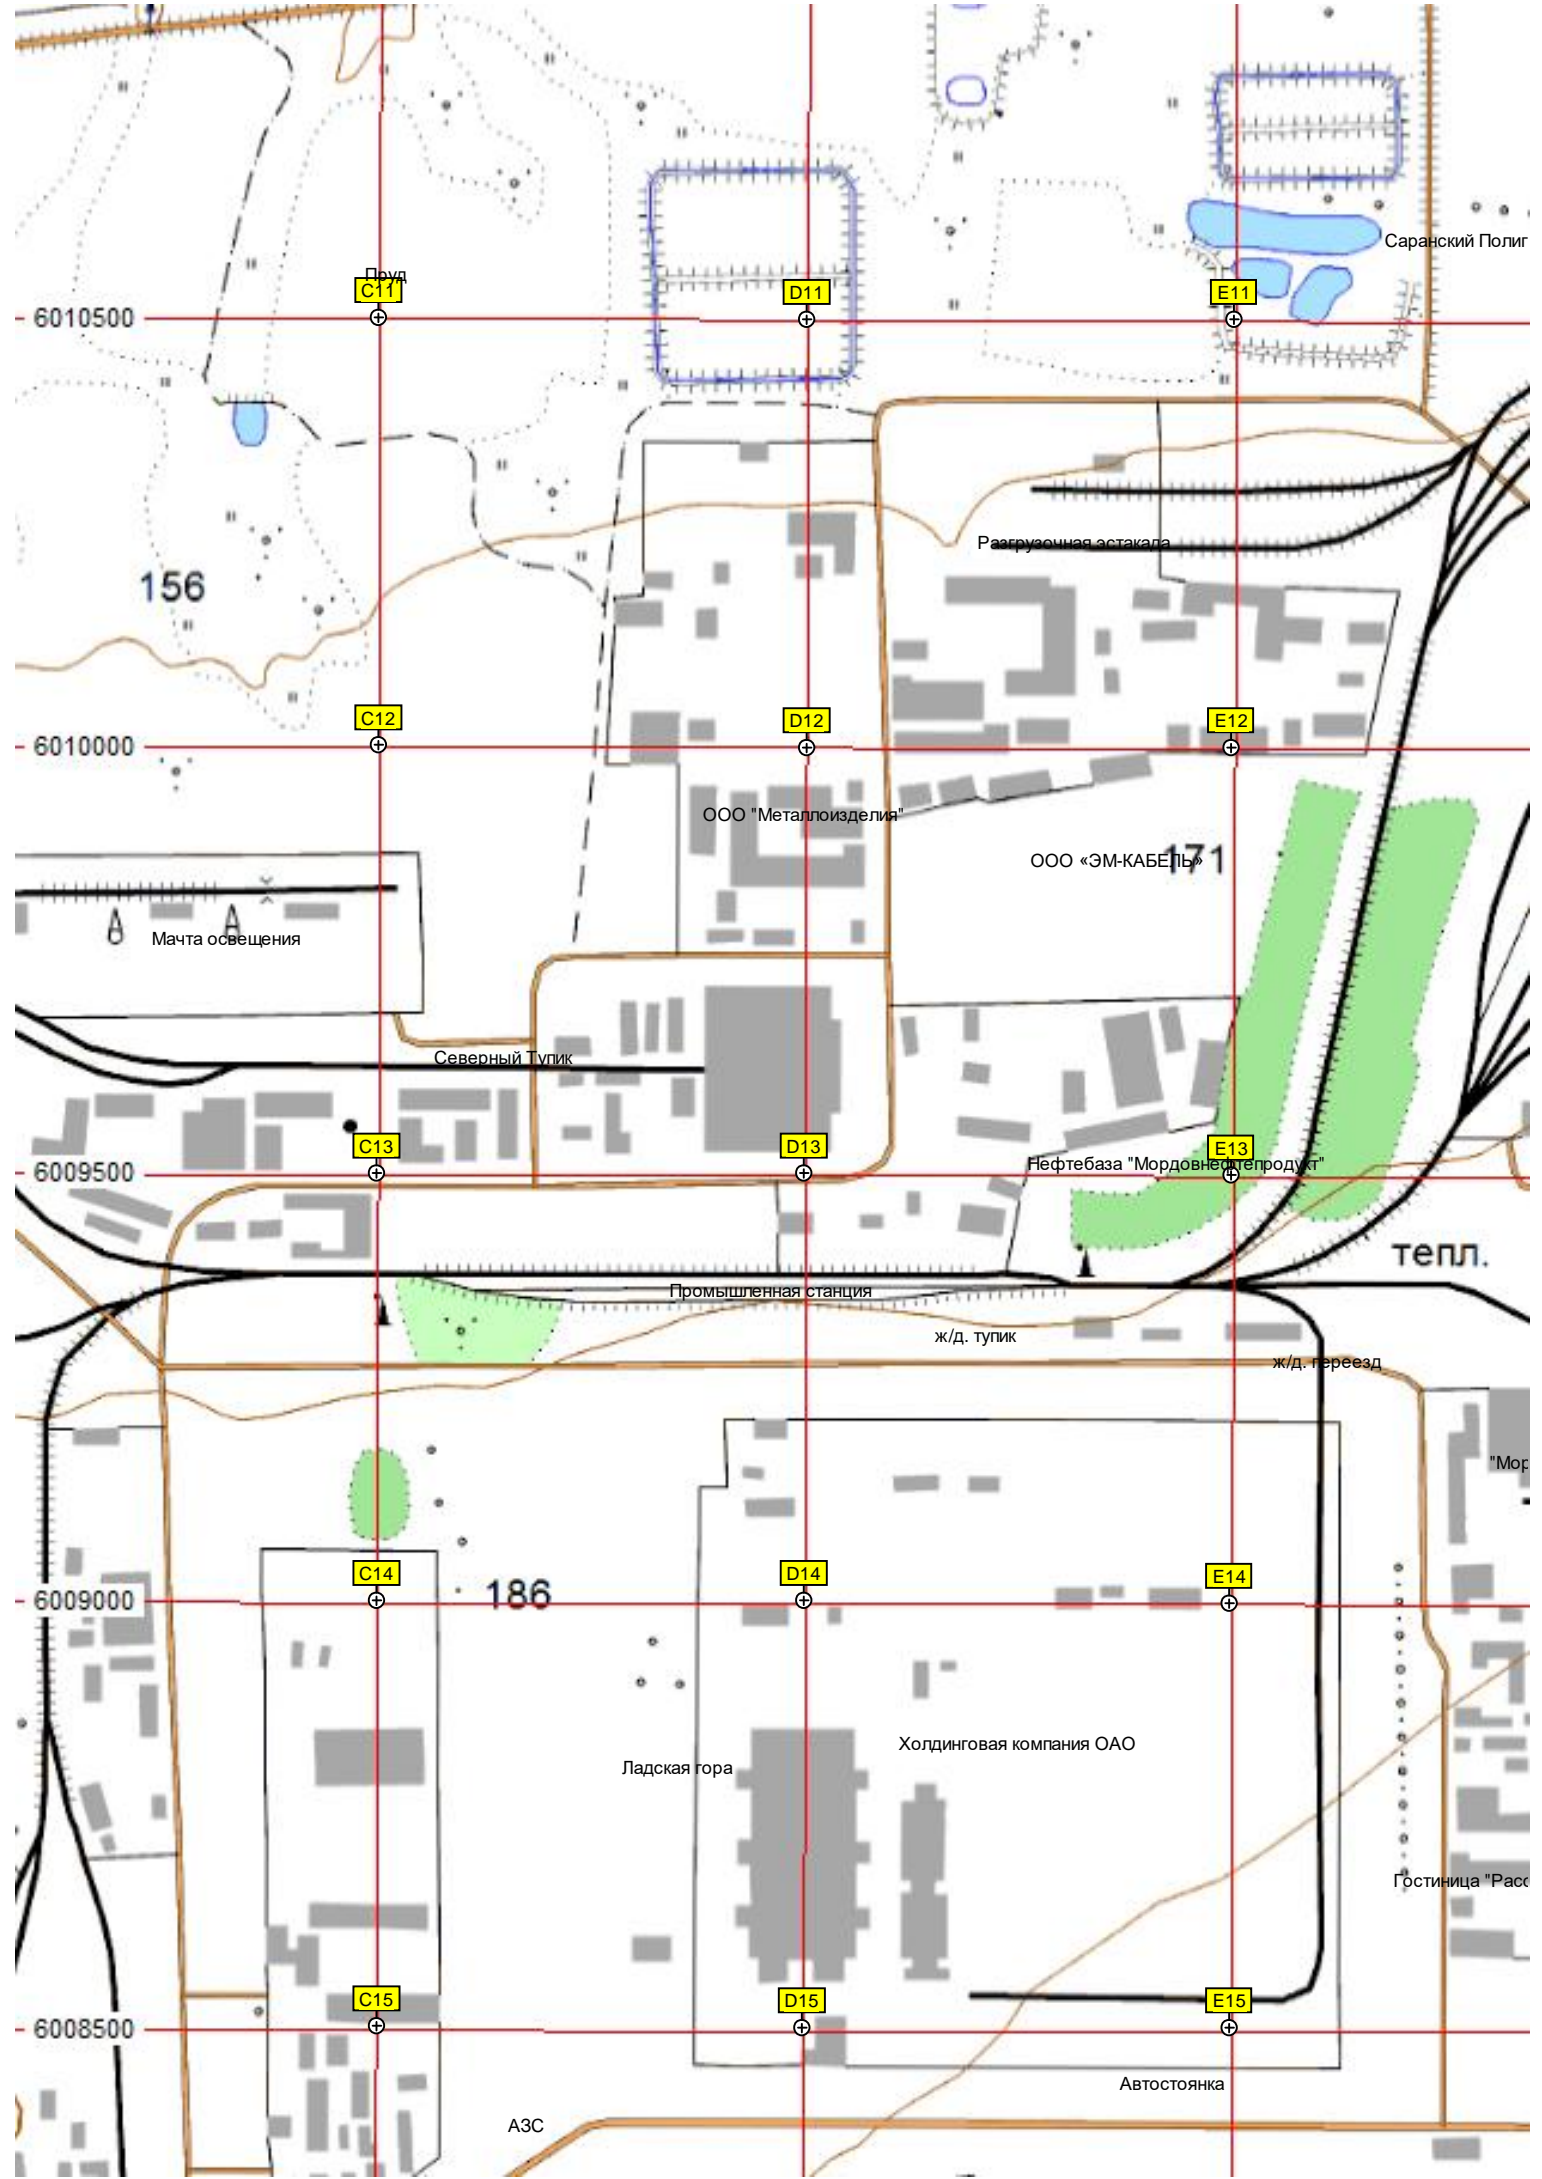 Саранский Полиг
Пруд
C11
D11
E11
6010500
Разгрузочная эстакада
156
C12
D12
E12
6010000
ООО "Металлоизделия"
171
ООО «ЭМ-КАБЕЛЬ»
Мачта освещения
Северный Тупик
C13
D13
E13
Нефтебаза "Мордовнефтепродукт"
6009500
тепл.
Промышленная станция
ж/д. тупик
ж/д. переезд
"Мор
C14
D14
E14
186
6009000
Холдинговая компания ОАО
Ладская гора
Гостиница "Расс
C15
D15
E15
6008500
Автостоянка
АЗС